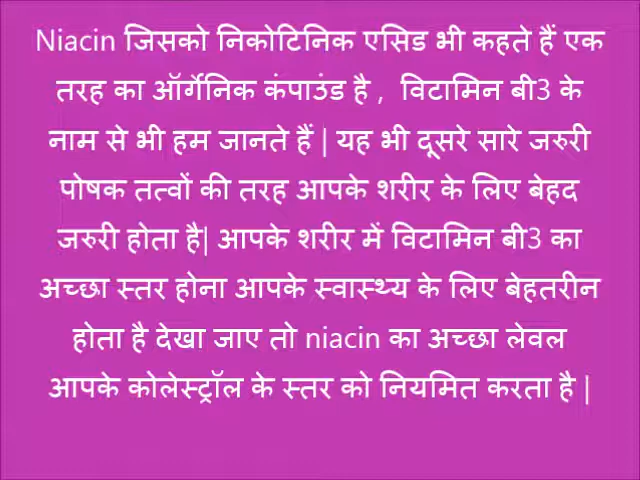 Niacin जिसको निकोटिनिक एसिड भी कहते हैं एक
तरह का ऑर्गेनिक कंपाउंड है , विटामिन बी3 के
नाम से भी हम जानते हैं | यह भी दूसरे सारे जरुरी
पोषक तत्वों की तरह आपके शरीर के लिए बेहद
जरुरी होता है| आपके शरीर में विटामिन बी3 का
अच्छा स्तर होना आपके स्वास्थ्य के लिए बेहतरीन
होता है देखा जाए तो niacin का अच्छा लेवल
आपके कोलेस्ट्रॉल के स्तर को नियमित करता है |